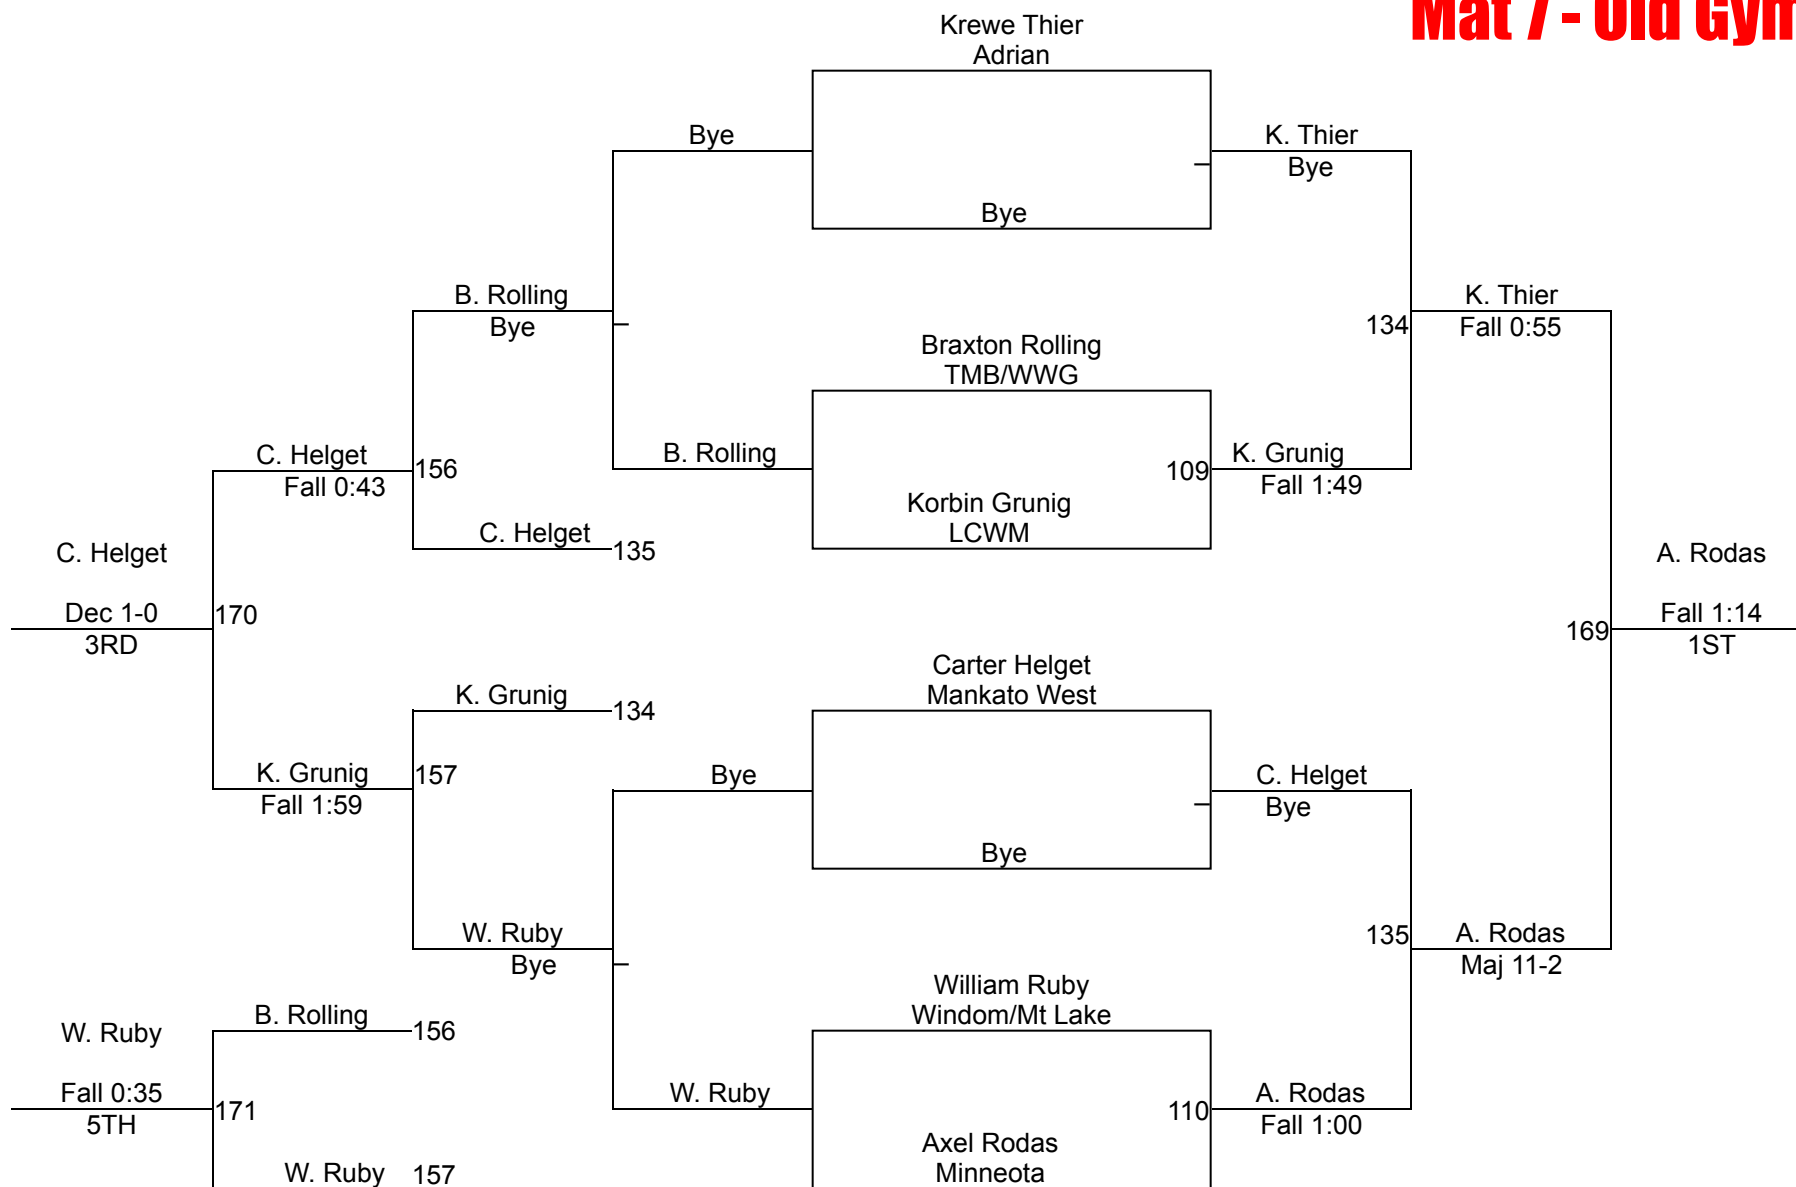 Mat 7 - Old Gym
Krewe Thier
Adrian
Bye
K. Thier
Bye
Bye
B. Rolling
Bye
K. Thier
134
Fall 0:55
Braxton Rolling
TMB/WWG
C. Helget
156
B. Rolling
109
K. Grunig
Fall 0:43
Fall 1:49
Korbin Grunig
LCWM
C. Helget
135
C. Helget
A. Rodas
Dec 1-0
170
Fall 1:14
3RD
169
1ST
Carter Helget
Mankato West
K. Grunig
134
K. Grunig
157
Bye
C. Helget
Fall 1:59
Bye
Bye
W. Ruby
135
A. Rodas
Bye
Maj 11-2
William Ruby
Windom/Mt Lake
B. Rolling
156
W. Ruby
Fall 0:35
171
W. Ruby
110
A. Rodas
5TH
Fall 1:00
Axel Rodas
Minneota
W. Ruby
157